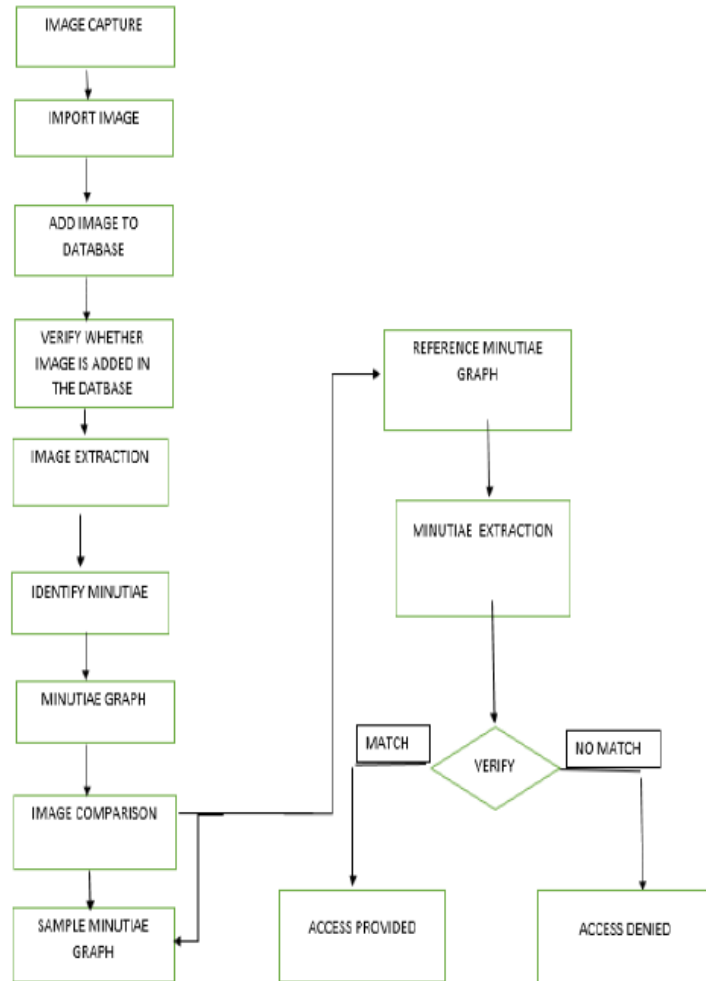 IMAGE CAPTURE
IMPORT IMAGE
ADD IMAGE TO
DATABASE
VERIFY WHETHER
IMAGE IS ADDED IN
THE DATBASE
IMAGE EXTRACTION
IDENTIFY MINUTIAE
MINUTIAE GRAPH
IMAGE COMPARISON
SAMPLE MINUTIAE
GRAPH
REFERENCE MINUTIAE
GRAPH
MINUTIAE EXTRACTION
VERIFY
MATCH
NO MATCH
ACCESS PROVIDED
ACCESS DENIED